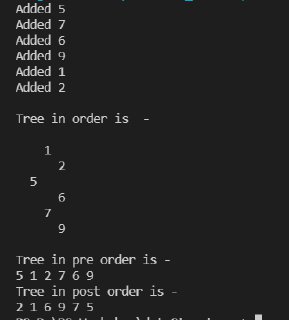 Added 5
Added 7
Added 6
Added 9
Added 1
Added 2
Tree in order is  -
1
2
5
6
7
9
Tree in pre order is -
5 1 2 7 6 9
Tree in post order is -
2 1 6 9 7 5